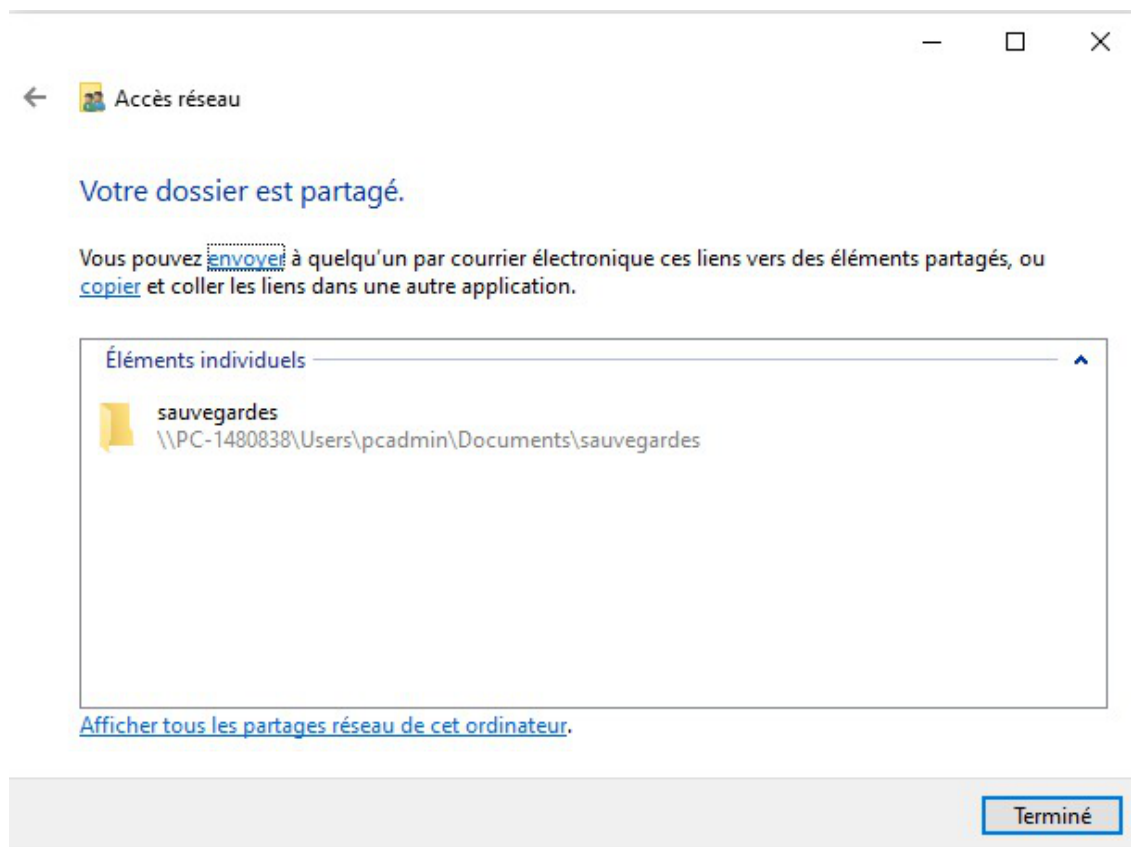 Accès réseau
Votre dossier est partagé.
Vous pouvez envoyer à quelqu'un par courrier électronique ces liens vers des éléments partagés, ou
copier et coller les liens dans une autre application.
Éléments individuels
sauvegardes
\\PC-1480838\Users\pcadmin\Documents\sauvegardes
Afficher tous les partages réseau de cet ordinateur.
Terminé